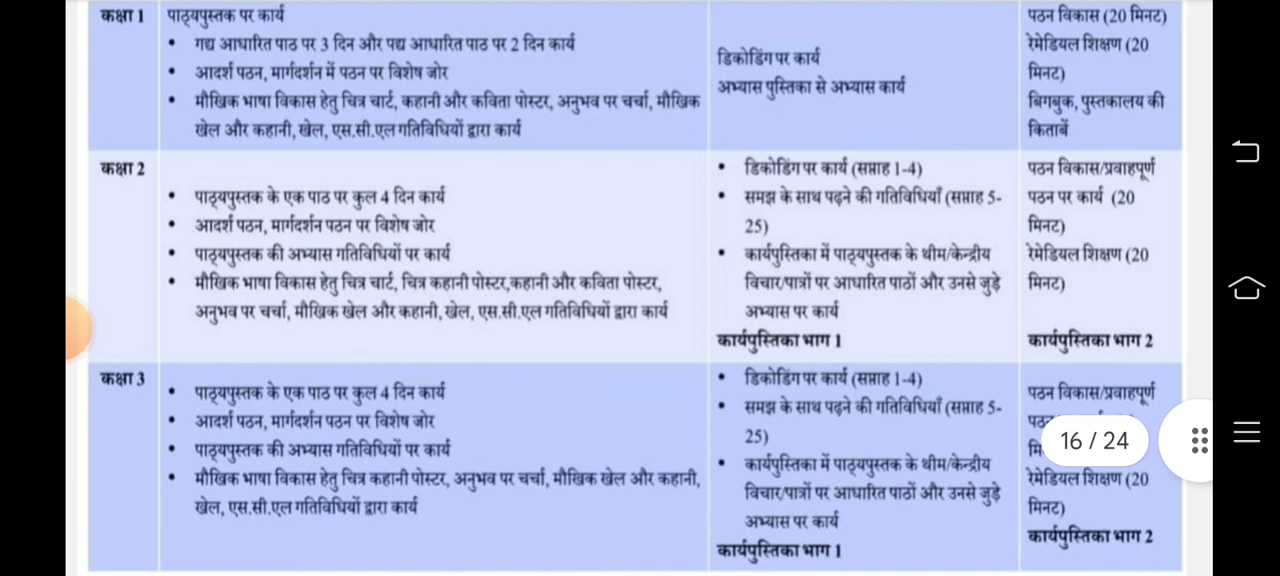 कक्षा 1
पाठ्यपुस्तक पर कार्य
• गद्य आधारित पाठ पर 3 दिन और पद्य आधारित पाठ पर 2 दिन कार्य
• आदर्श पठन, मार्गदर्शन में पठन पर विशेष जोर
• मौखिक भाषा विकास हेतु चित्र चार्ट, कहानी और कविता पोस्टर, अनुभव पर चर्चा, मौखिक
खेल और कहानी, खेल, एस.सी.एल गतिविधियों द्वारा कार्य
डिकोडिंग पर कार्य
अभ्यास पुस्तिका से अभ्यास कार्य
पठन विकास (20 मिनट)
रेमेडियल शिक्षण (20
मिनट)
बिगबुक, पुस्तकालय की
किताबें
कक्षा 2
• पाठ्यपुस्तक के एक पाठ पर कुल 4 दिन कार्य
• आदर्श पठन, मार्गदर्शन पठन पर विशेष जोर
• पाठ्यपुस्तक की अभ्यास गतिविधियों पर कार्य
• मौखिक भाषा विकास हेतु चित्र चार्ट, चित्र कहानी पोस्टर,कहानी और कविता पोस्टर,
अनुभव पर चर्चा, मौखिक खेल और कहानी, खेल, एस.सी.एल गतिविधियों द्वारा कार्य
• डिकोडिंग पर कार्य (सप्ताह 1-4)
• समझ के साथ पढ़ने की गतिविधियाँ (सप्ताह 5-
25)
• कार्यपुस्तिका में पाठ्यपुस्तक के थीम/केन्द्रीय
विचार/पात्रों पर आधारित पाठों और उनसे जुड़े
अभ्यास पर कार्य
कार्यपुस्तिका भाग 1
पठन विकास/प्रवाहपूर्ण
पठन पर कार्य (20
मिनट)
रेमेडियल शिक्षण (20
मिनट)
कार्यपुस्तिका भाग 2
कक्षा 3
• पाठ्यपुस्तक के एक पाठ पर कुल 4 दिन कार्य
• आदर्श पठन, मार्गदर्शन पठन पर विशेष जोर
• पाठ्यपुस्तक की अभ्यास गतिविधियों पर कार्य
• मौखिक भाषा विकास हेतु चित्र कहानी पोस्टर, अनुभव पर चर्चा, मौखिक खेल और कहानी,
खेल, एस.सी.एल गतिविधियों द्वारा कार्य
• डिकोडिंग पर कार्य (सप्ताह 1-4)
• समझ के साथ पढ़ने की गतिविधियाँ (सप्ताह 5-
25)
• कार्यपुस्तिका में पाठ्यपुस्तक के थीम/केन्द्रीय
विचार/पात्रों पर आधारित पाठों और उनसे जुड़े
अभ्यास पर कार्य
कार्यपुस्तिका भाग 1
पठन विकास/प्रवाहपूर्ण
16 / 24
रेमेडियल शिक्षण (20
मिनट)
कार्यपुस्तिका भाग 2